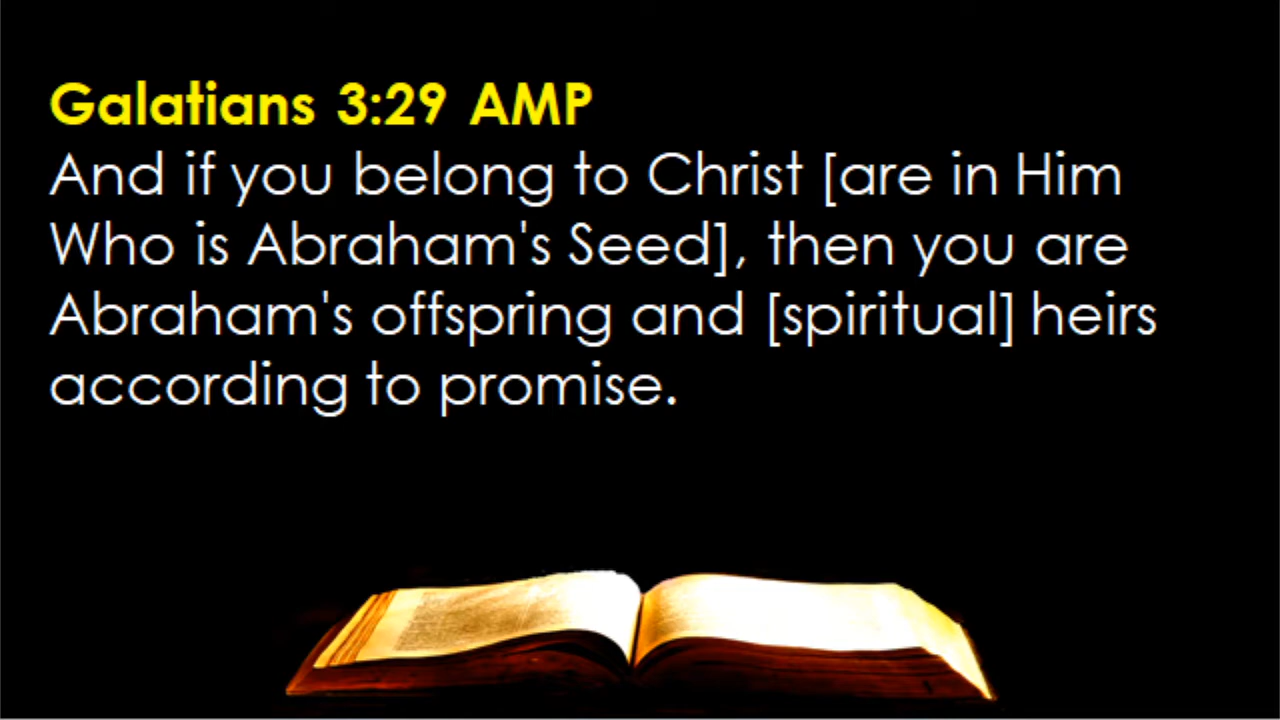 Galatians 3:29 AMP
And if you belong to Christ [are in Him
Who is Abraham's Seed], then you are
Abraham's offspring and [spiritual] heirs
according to promise.